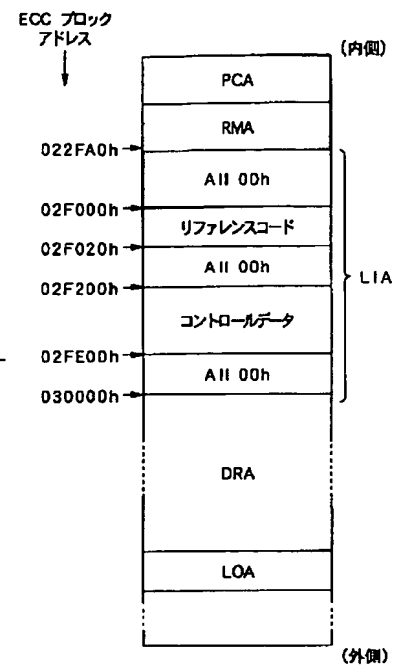 ECC ブロック
アドレス
(内側)
PCA
RMA
022FA0h
All 00h
02F000h
リファレンスコード
02F020h
All 00h
LIA
02F200h
コントロールデータ
02FE00h
All 00h
030000h
DRA
LOA
(外側)